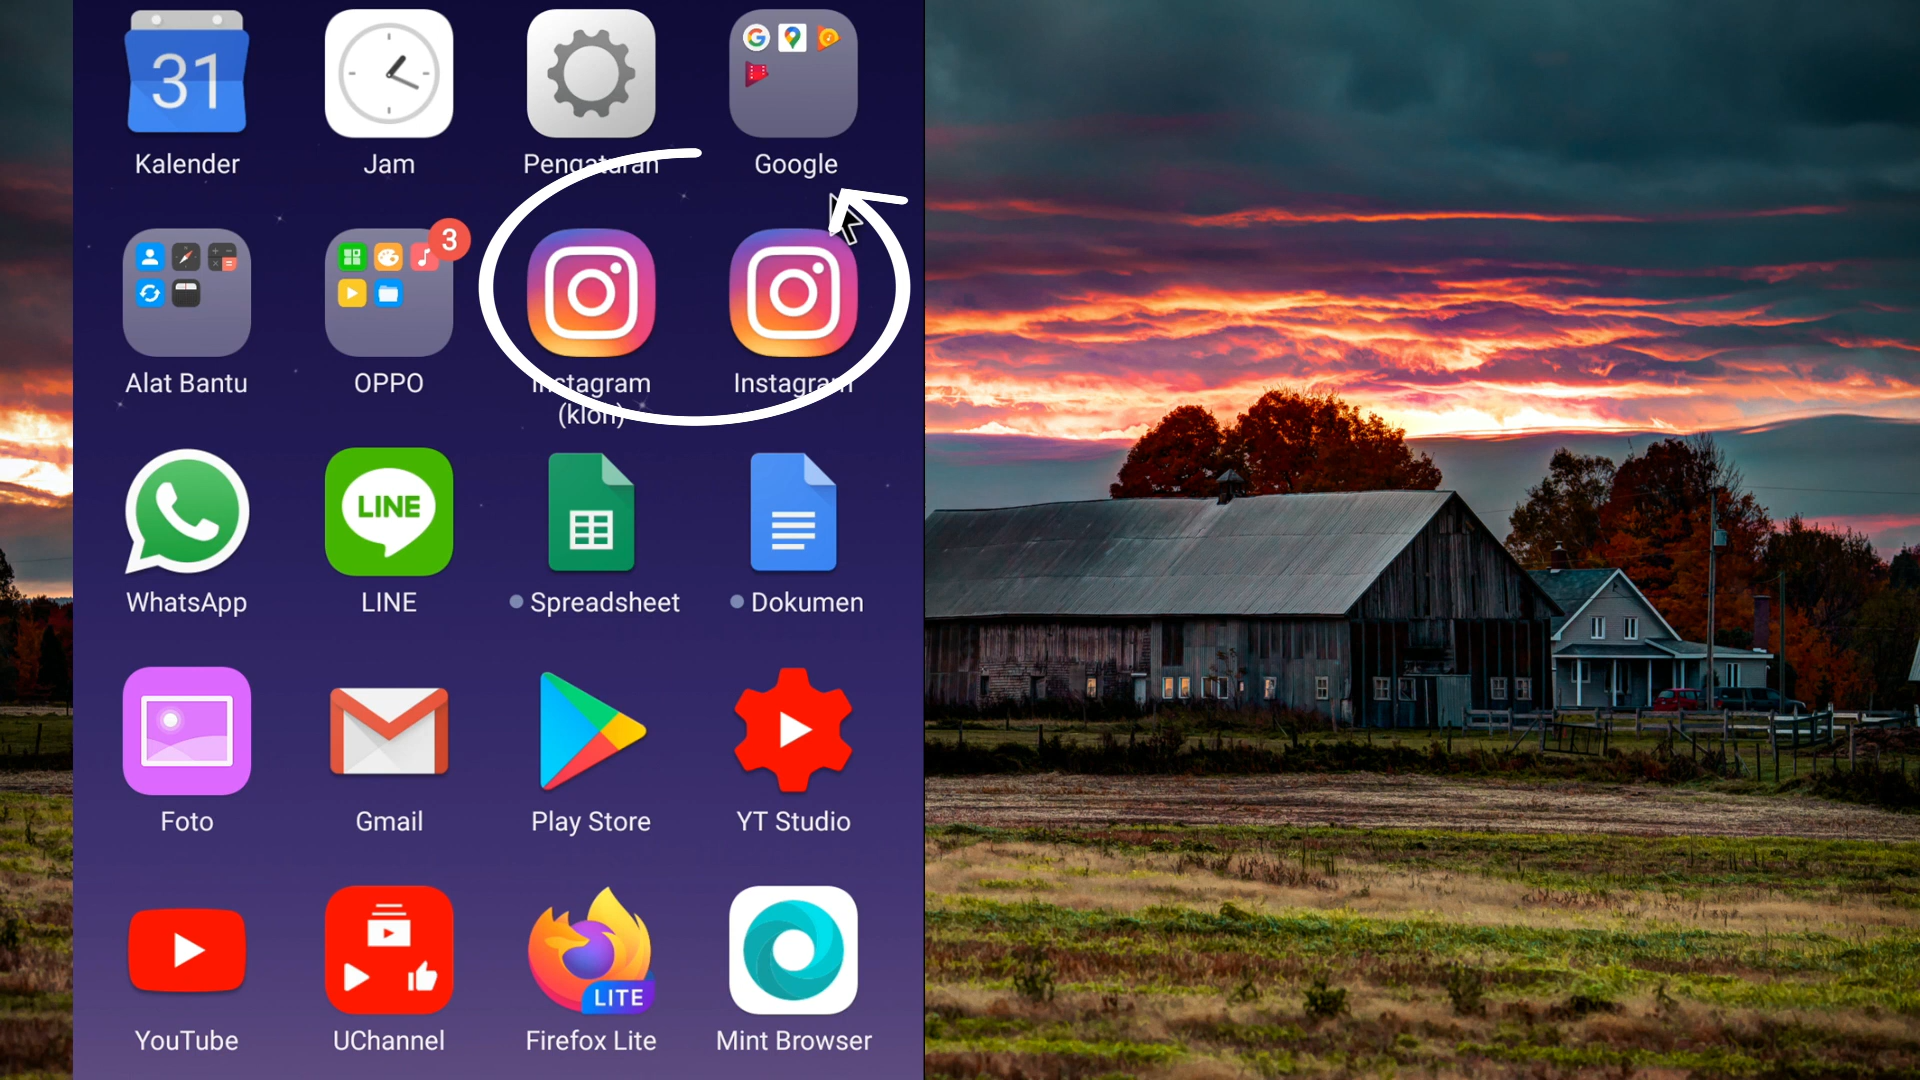 31
Kalender
Jam
Pengaturan
Google
3
Alat Bantu
OPPO
Instagram
(klon)
Instagram
WhatsApp
LINE
LINE
Spreadsheet
Dokumen
Foto
Gmail
Play Store
YT Studio
YouTube
UChannel
LITE
Firefox Lite
Mint Browser